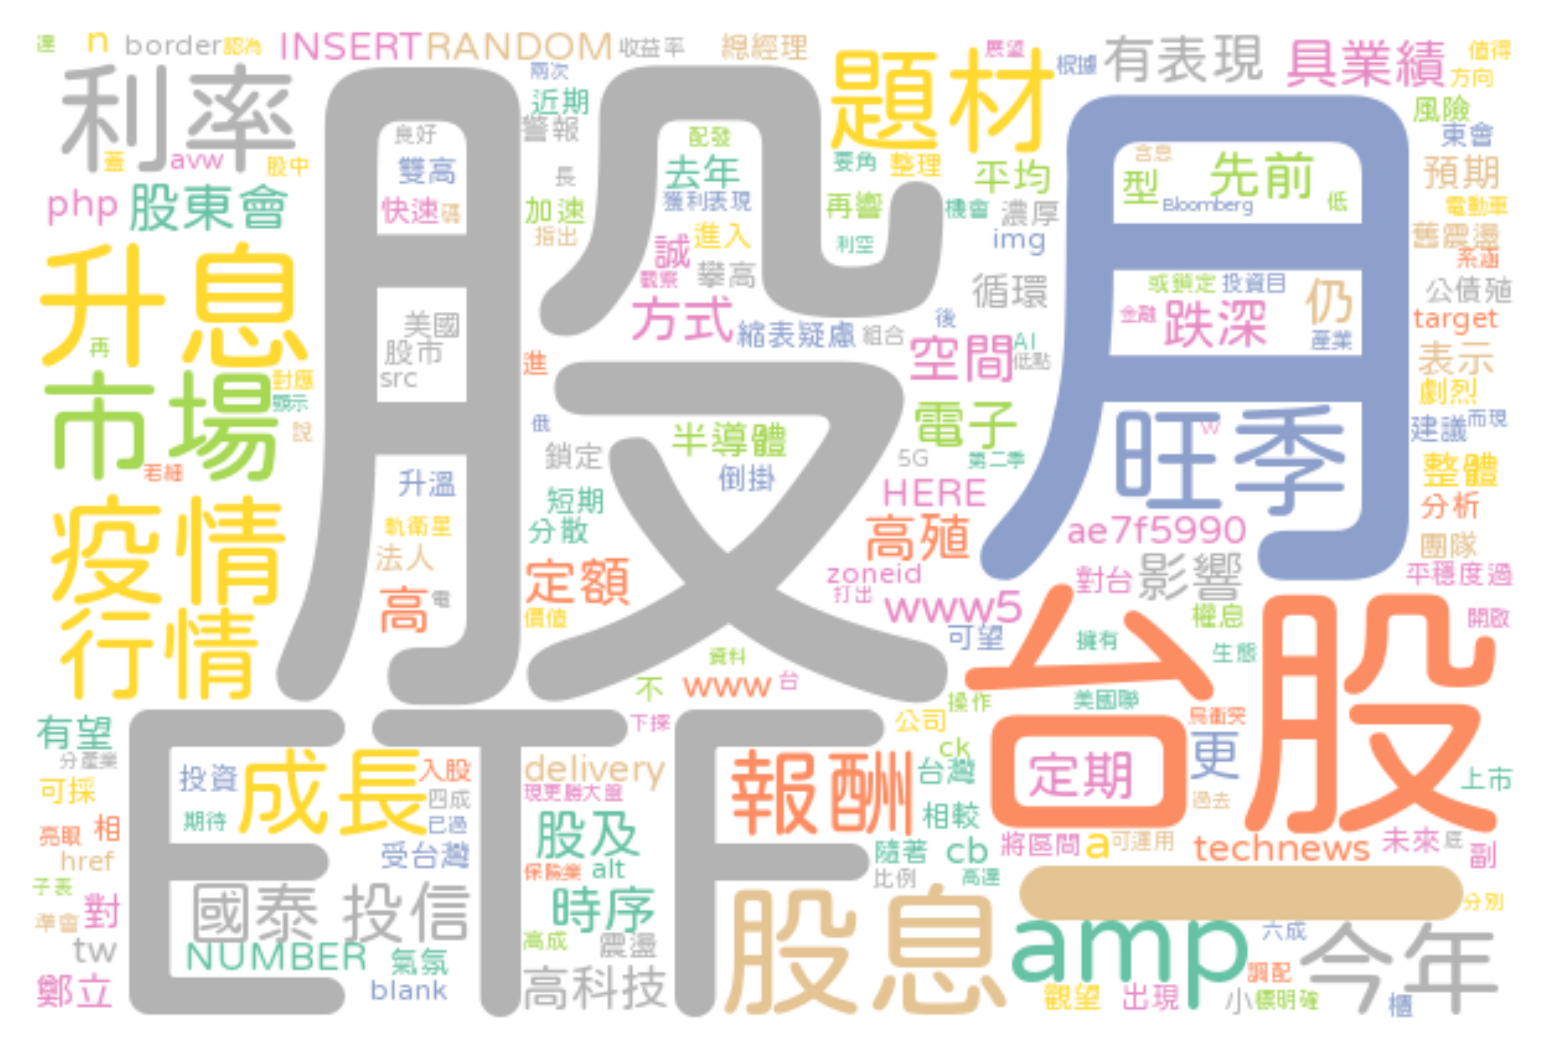 n border 認為 INSERT RANDOM 收益率 總經理 題材 展望 根據 有表現 具業績 值得
方向
利率 兩次 近期 警報 股 良好 配發 去年 要角 整理 平均 月 含息 先前 風險
東會
蓋 avw 股中 雙高 長 獲利表現 再響 機會 濃厚 型 Bloomberg 低 預期
php 股東會 快速 碼 加速 指出 誠 進入 利空 img 電動車
升息 觀察 攀高 循環 或鎖定 投資目 仍 公債殖
美國 方式 縮表疑慮 組合 後 空間 AI 低點 金融 跌深 產業 target
再 股市 src 進 表示
市場 對應 顯示 說 俄 半導體 電子 旺季 w 劇烈
建議 而現
若細 升溫 鎖定 倒掛 5G 第二季 整體
疫情 軌衛星 短期 HERE 分析
法人 分散 高殖 ae7f5990 團隊
高 電 定額 zoneid 打出 對台 影響 平穩度過
行情 價值 www5 權息 開啟
資料 可望 台股 擁有 生態
不 www 台 操作 美國聯
有望 ETF 下探 公司 更 上市
分產業 投資 成長 入股 delivery 報酬 ck 台灣 定期
可採 四成 現更勝大盤 過去
亮眼 相 期待 已過 股及 相較
href 受台灣 保險業 alt 隨著 cb 將區間 a 可運用 technews 未來 底 副
子表 比例 高達 一
準會 對 國泰 投信 時序 股息 分別
tw NUMBER 氣氛 高成 震盪 amp 六成 今年
鄭立 blank 高科技 觀望 出現 調配 小 價明確 櫃